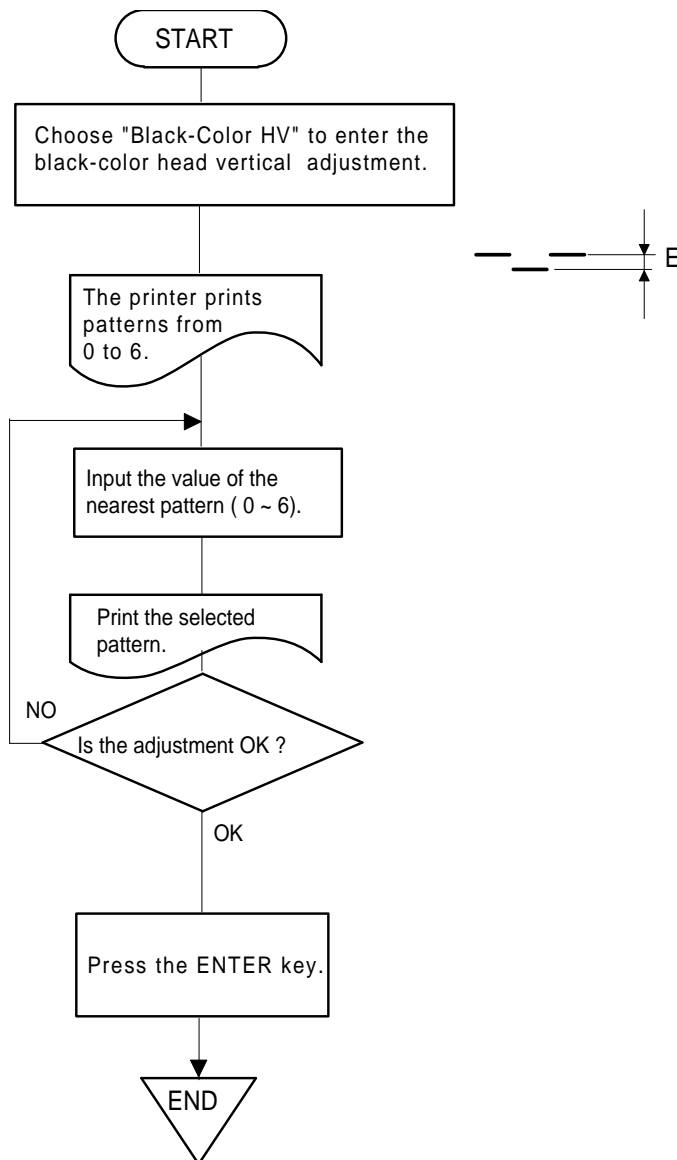 START
Choose "Black-Color HV" to enter the
black-color head vertical adjustment.
E
The printer prints
patterns from
0 to 6.
Input the value of the
nearest pattern ( 0 ~ 6).
Print the selected
pattern.
NO
Is the adjustment OK ?
OK
Press the ENTER key.
END